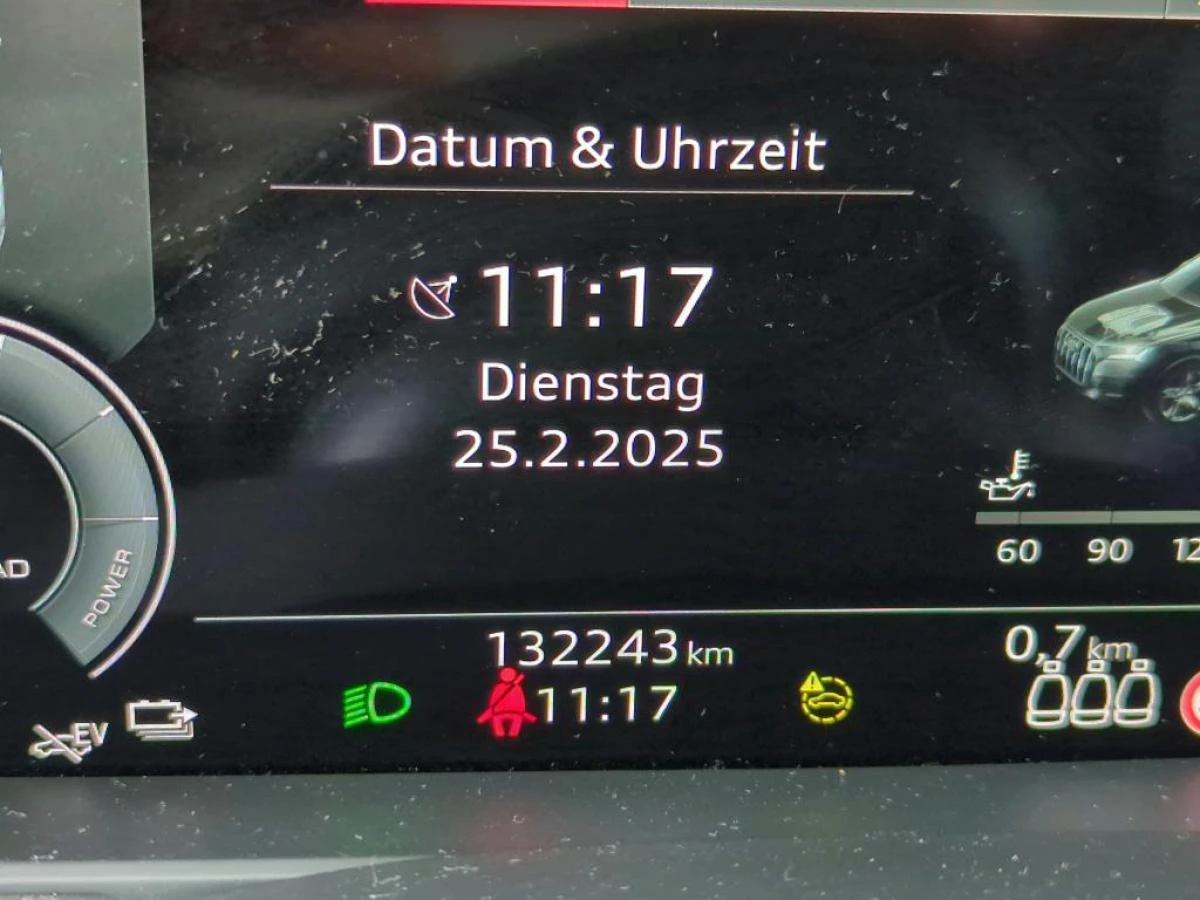 Datum & Uhrzeit
11:17
Dienstag
25.2.2025
60 90
POWER
132243 km
0,7 km
11:17
EV